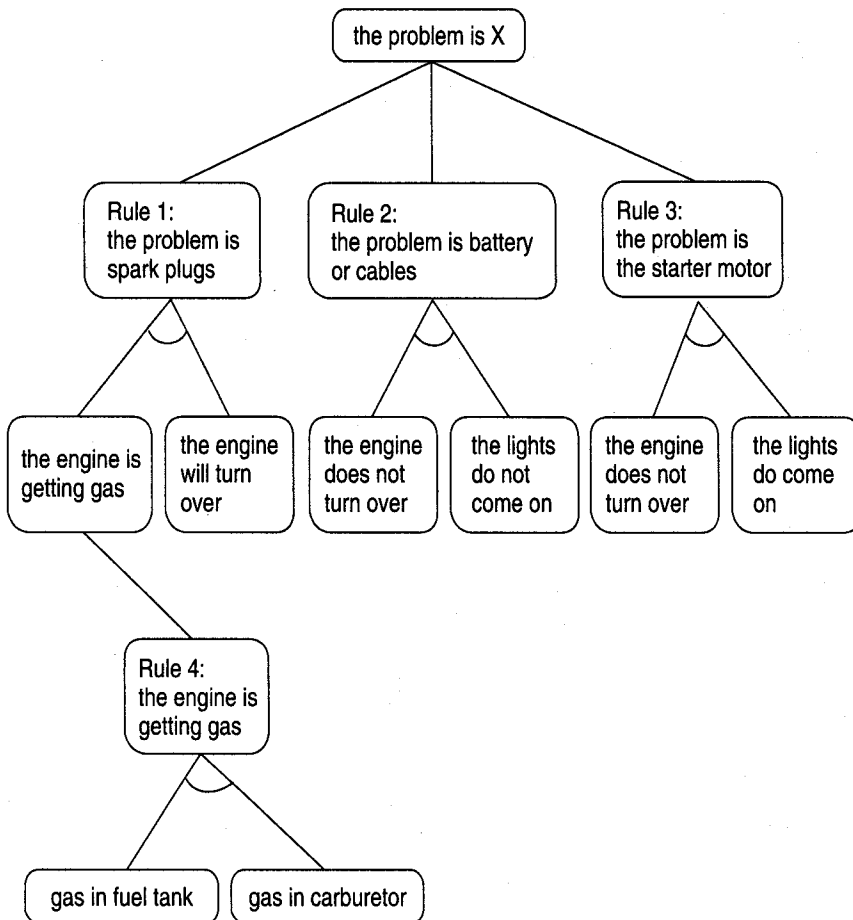 the problem is X
Rule 1:
the problem is
spark plugs
Rule 2:
the problem is battery
or cables
Rule 3:
the problem is
the starter motor
the engine is
getting gas
the engine
will turn
over
the engine
does not
turn over
the lights
do not
come on
the engine
does not
turn over
the lights
do come
on
Rule 4:
the engine is
getting gas
gas in fuel tank
gas in carburetor